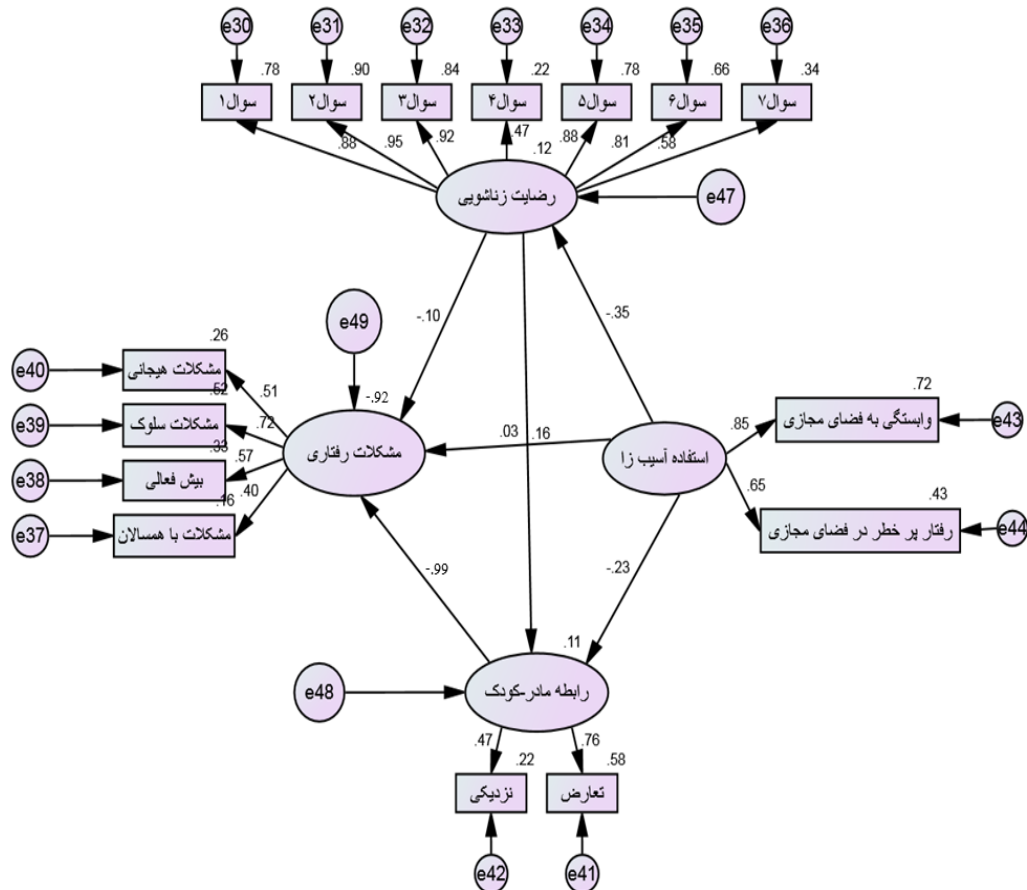 e30 e31 e32 e33 e34 e35 e36
.78 .90 .84 .22 .78 .66 .34
سوال۱ سوال۲ سوال۳ سوال۴ سوال۵ سوال۶ سوال۷
.88 .95 .92 .47 .88 .81 .58
.12
رضایت زناشویی
e47
-.10
-.35
e49
-.92
.26
e40
مشکلات هیجانی
.51
.52
e39
مشکلات سلوک
.72
.33
e38
بیش فعالی
.57
.16
e37
مشکلات با همسالان
.40
مشکلات رفتاری
.03
.16
استفاده آسیب زا
.85
.72
وابستگی به فضای مجازی
e43
.65
.43
رفتار پر خطر در فضای مجازی
e44
-.99
-.23
.11
e48
رابطه مادر-کودک
.47 .76
.22 .58
نزدیکی تعارض
e42 e41